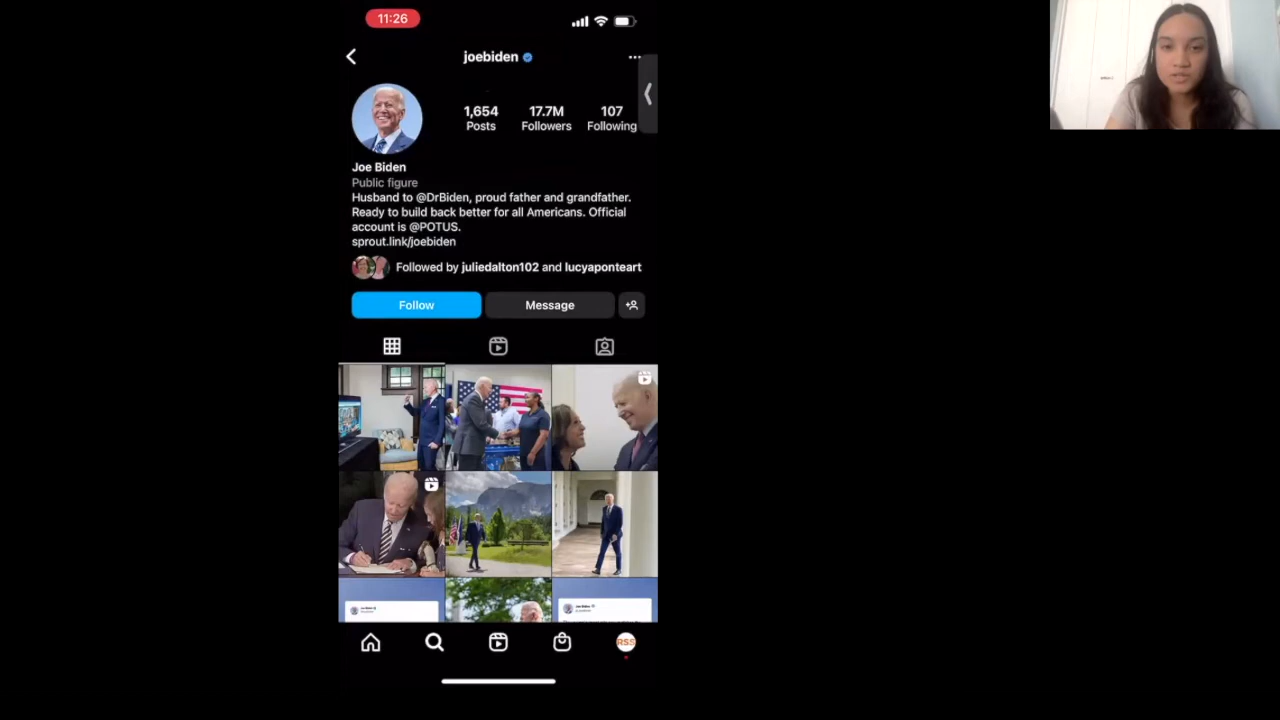 11:26
joebiden
1,654
Posts
17.7M
Followers
107
Following
Joe Biden
Public figure
Husband to @DrBiden, proud father and grandfather.
Ready to build back better for all Americans. Official
account is @POTUS.
sprout.link/joebiden
Followed by juliedalton102 and lucyaponteart
Follow
Message
RSS